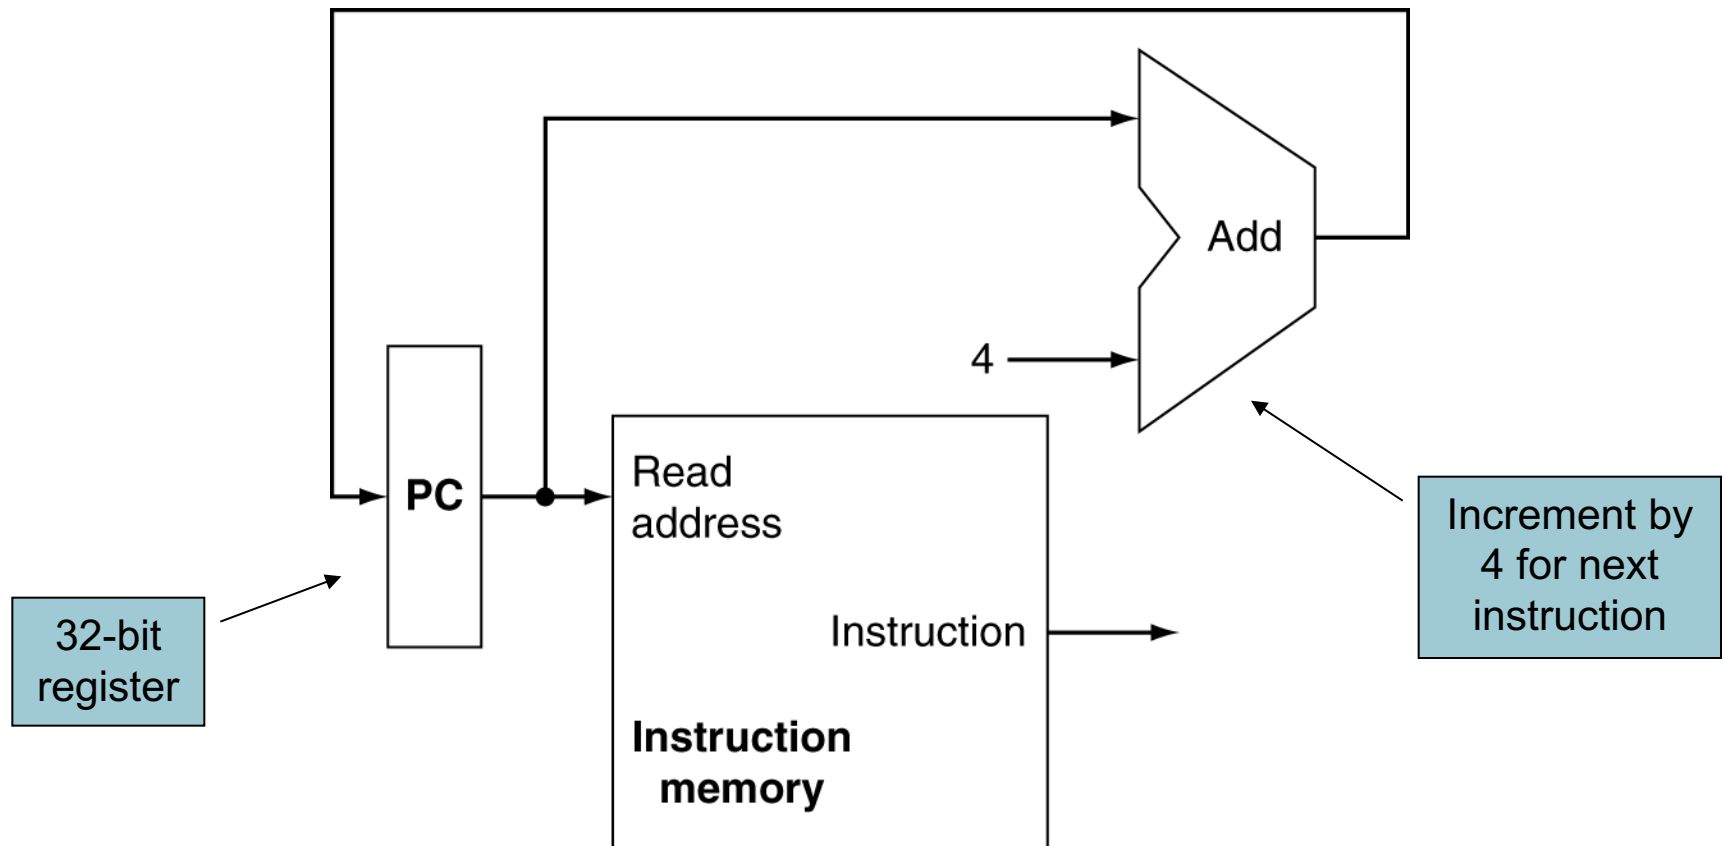 Add
4
PC
Read
address
Increment by
4 for next
instruction
32-bit
register
Instruction
Instruction
memory